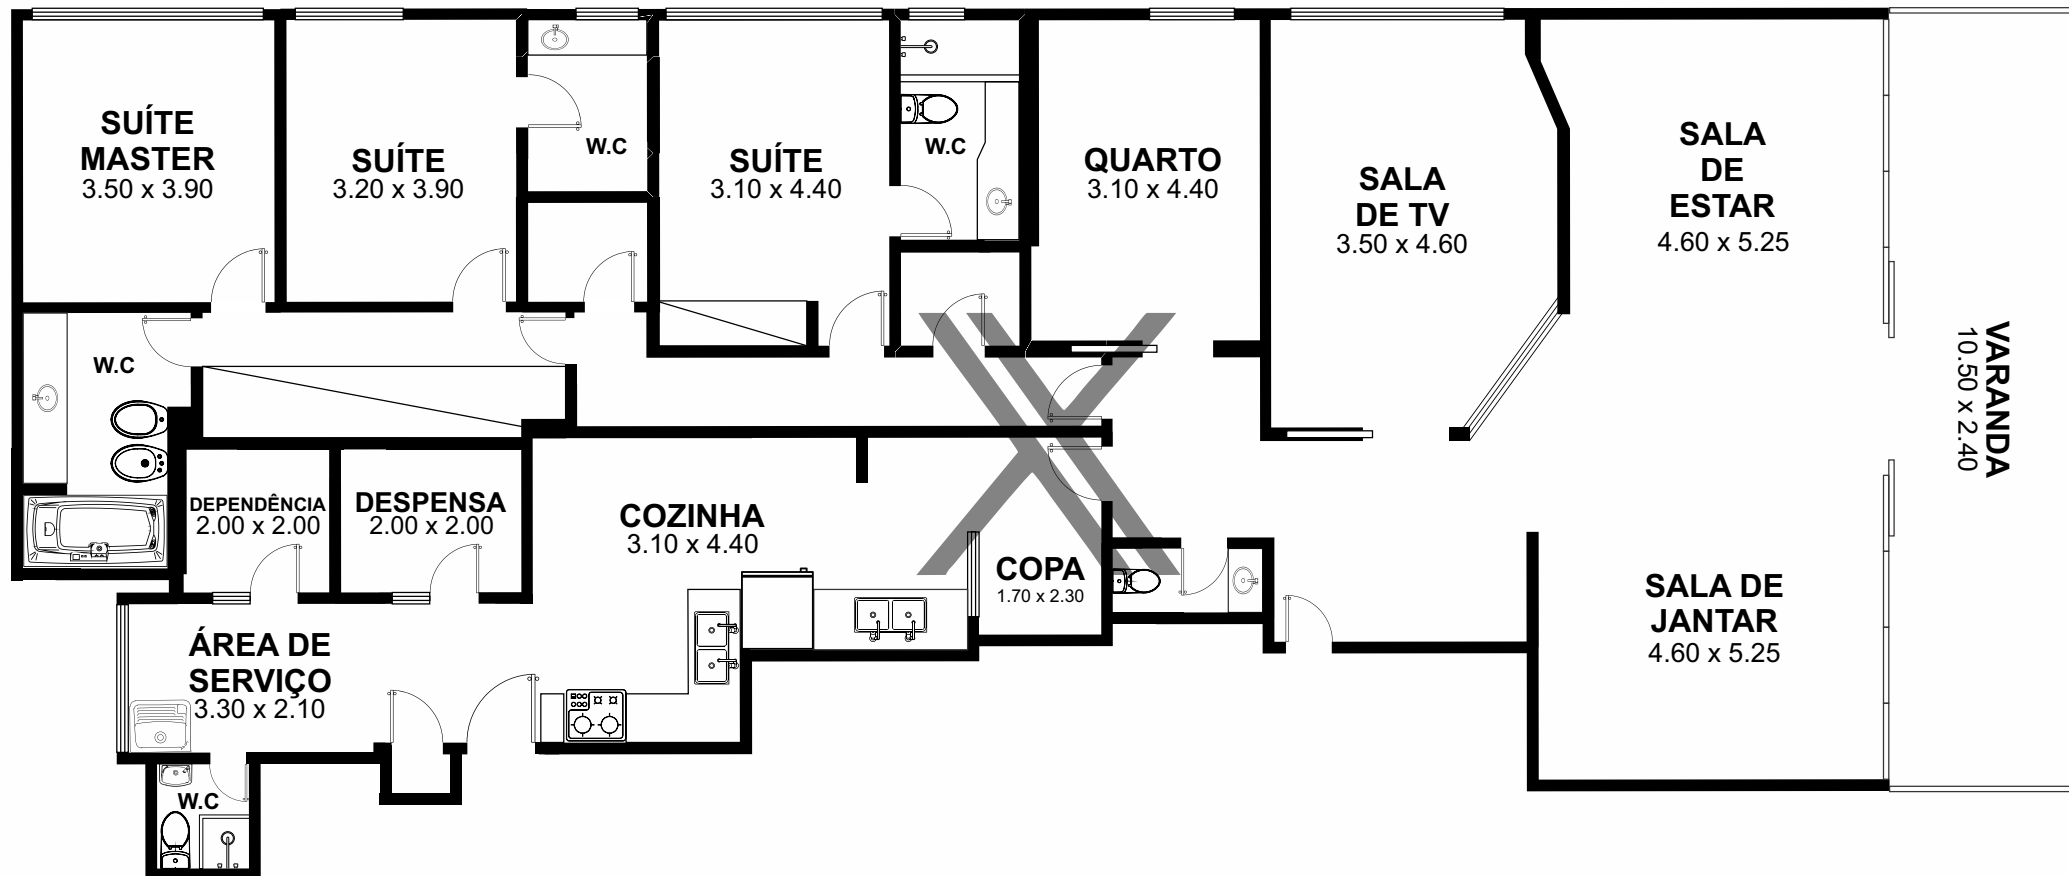 SUÍTE
MASTER
3.50 x 3.90
SUÍTE
3.20 x 3.90
W.C
SUÍTE
3.10 x 4.40
W.C
QUARTO
3.10 x 4.40
SALA
DE TV
3.50 x 4.60
SALA
DE
ESTAR
4.60 x 5.25
VARANDA
10.50 x 2.40
W.C
DEPENDÊNCIA
2.00 x 2.00
DESPENSA
2.00 x 2.00
COZINHA
3.10 x 4.40
COPA
1.70 x 2.30
SALA DE
JANTAR
4.60 x 5.25
ÁREA DE
SERVIÇO
3.30 x 2.10
W.C